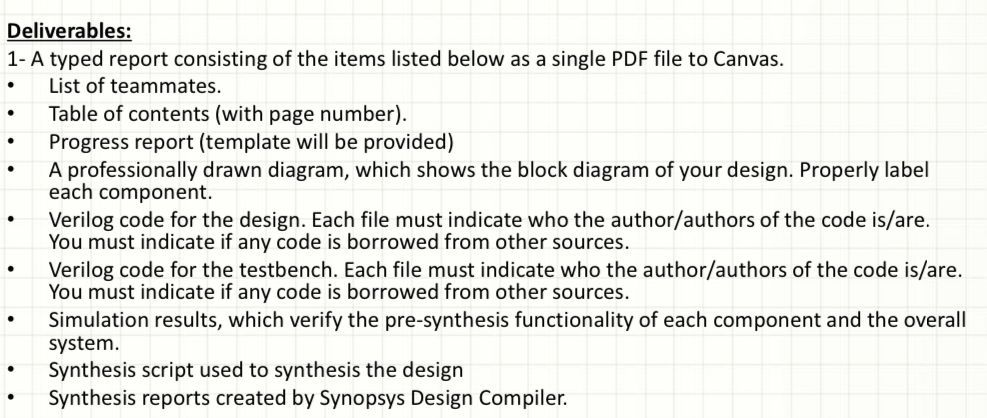 Deliverables:
1- A typed report consisting of the items listed below as a single PDF file to Canvas.
• List of teammates.
• Table of contents (with page number).
• Progress report (template will be provided)
• A professionally drawn diagram, which shows the block diagram of your design. Properly label
each component.
• Verilog code for the design. Each file must indicate who the author/authors of the code is/are.
You must indicate if any code is borrowed from other sources.
• Verilog code for the testbench. Each file must indicate who the author/authors of the code is/are.
You must indicate if any code is borrowed from other sources.
• Simulation results, which verify the pre-synthesis functionality of each component and the overall
system.
• Synthesis script used to synthesis the design
• Synthesis reports created by Synopsys Design Compiler.